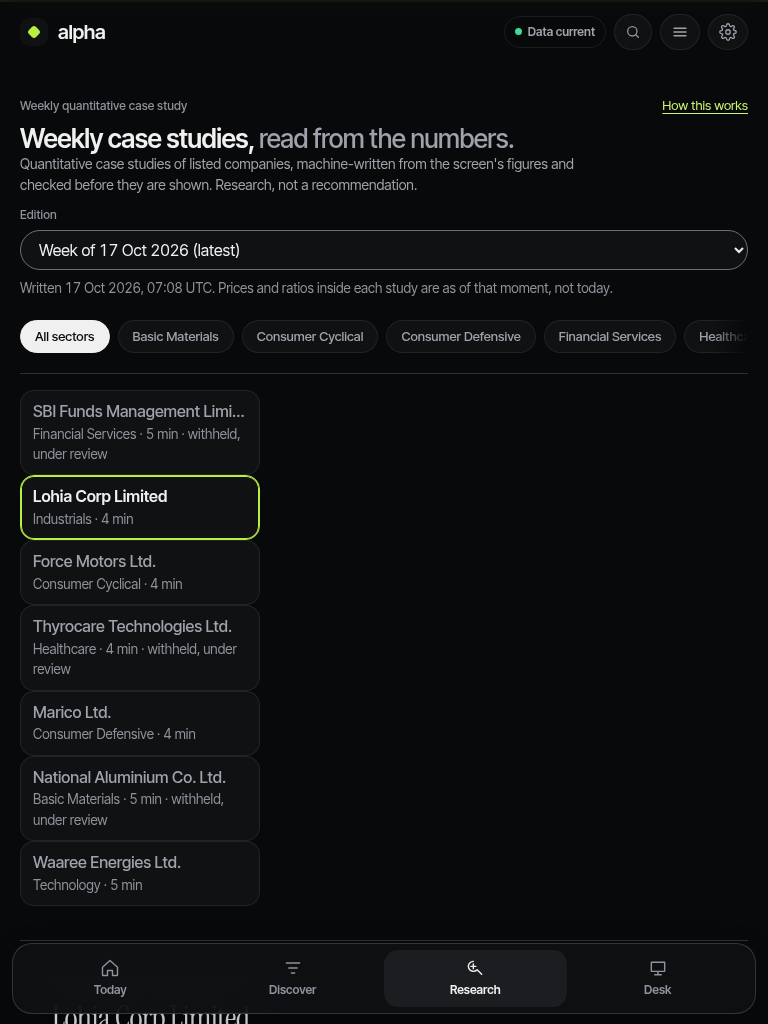 alpha
Data current
Weekly quantitative case study
How this works
Weekly case studies, read from the numbers.
Quantitative case studies of listed companies, machine-written from the screen's figures and
checked before they are shown. Research, not a recommendation.
Edition
Week of 17 Oct 2026 (latest)
Written 17 Oct 2026, 07:08 UTC. Prices and ratios inside each study are as of that moment, not today.
All sectors
Basic Materials
Consumer Cyclical
Consumer Defensive
Financial Services
SBI Funds Management Limi...
Financial Services · 5 min · withheld,
under review
Lohia Corp Limited
Industrials · 4 min
Force Motors Ltd.
Consumer Cyclical · 4 min
Thyrocare Technologies Ltd.
Healthcare · 4 min · withheld, under
review
Marico Ltd.
Consumer Defensive · 4 min
National Aluminium Co. Ltd.
Basic Materials · 5 min · withheld,
under review
Waaree Energies Ltd.
Technology · 5 min
Today
Discover
Research
Desk
Lohia Corp Limited